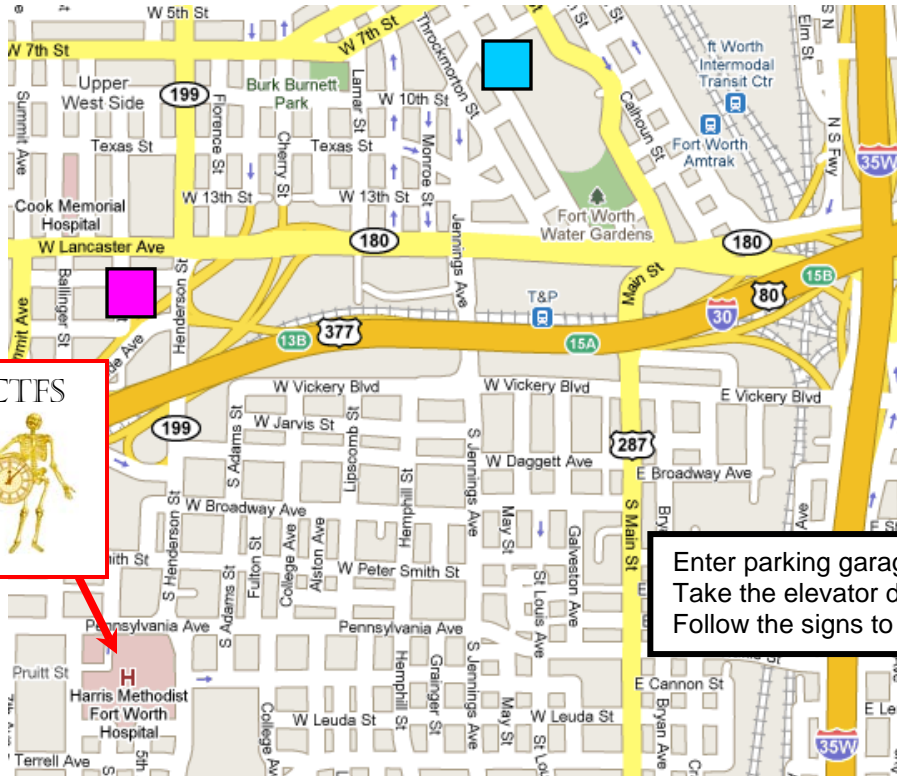 W 5th St
W 7th St
W 7th St
Throckmorton St
Upper
West Side
199
Burk Burnett
Park
Lamar St
W 10th St
Calhoun St
ft Worth
Intermodal
Transit Ctr
Elm St
N S Fwy
Fort Worth
Amtrak
35W
Summit Ave
Florence St
Cherry St
Monroe St
Texas St
Texas St
W 13th St
W 13th St
Cook Memorial
Hospital
Fort Worth
Water Gardens
W Lancaster Ave
180
180
Jennings Ave
Main St
15B
80
30
Ballinger St
Henderson St
T&P
13B
377
15A
CTFS
W Vickery Blvd
W Vickery Blvd
E Vickery Blvd
199
W Jarvis St
S Adams St
Lipscomb St
S Jennings Ave
287
W Daggett Ave
E Broadway Ave
W Broadway Ave
S Henderson St
Hemphill St
May St
Galveston Ave
S Main St
Fulton St
College Ave
Alston Ave
W Peter Smith St
St Louis Ave
S Adams St
Enter parking garag
Take the elevator d
Follow the signs to
Pennsylvania Ave
Pennsylvania Ave
Pruitt St
H
Harris Methodist
Fort Worth
Hospital
Hemphill St
Grainger St
S Jennings Ave
E Cannon St
W Leuda St
W Leuda St
May St
Bryan Ave
Terrell Ave
5th
35W